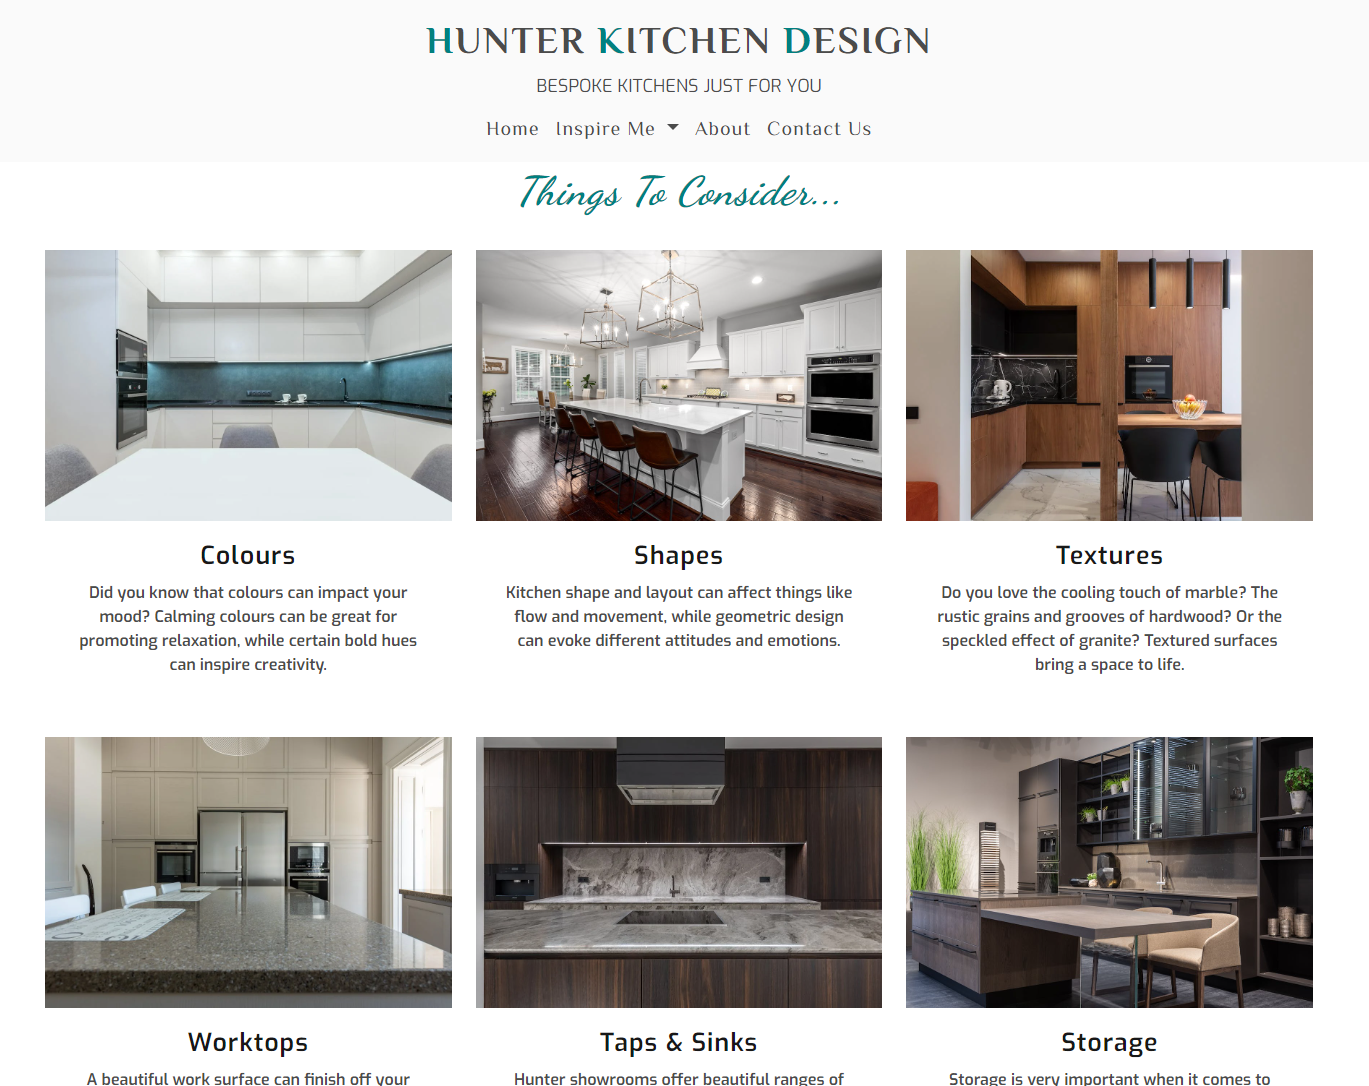 HUNTER KITCHEN DESIGN
BESPOKE KITCHENS JUST FOR YOU
Home Inspire Me About Contact Us
Things To Consider...
Colours
Did you know that colours can impact your
mood? Calming colours can be great for
promoting relaxation, while certain bold hues
can inspire creativity.
Shapes
Kitchen shape and layout can affect things like
flow and movement, while geometric design
can evoke different attitudes and emotions.
Textures
Do you love the cooling touch of marble? The
rustic grains and grooves of hardwood? Or the
speckled effect of granite? Textured surfaces
bring a space to life.
Worktops
A beautiful work surface can finish off your
Taps & Sinks
Hunter showrooms offer beautiful ranges of
Storage
Storage is very important when it comes to